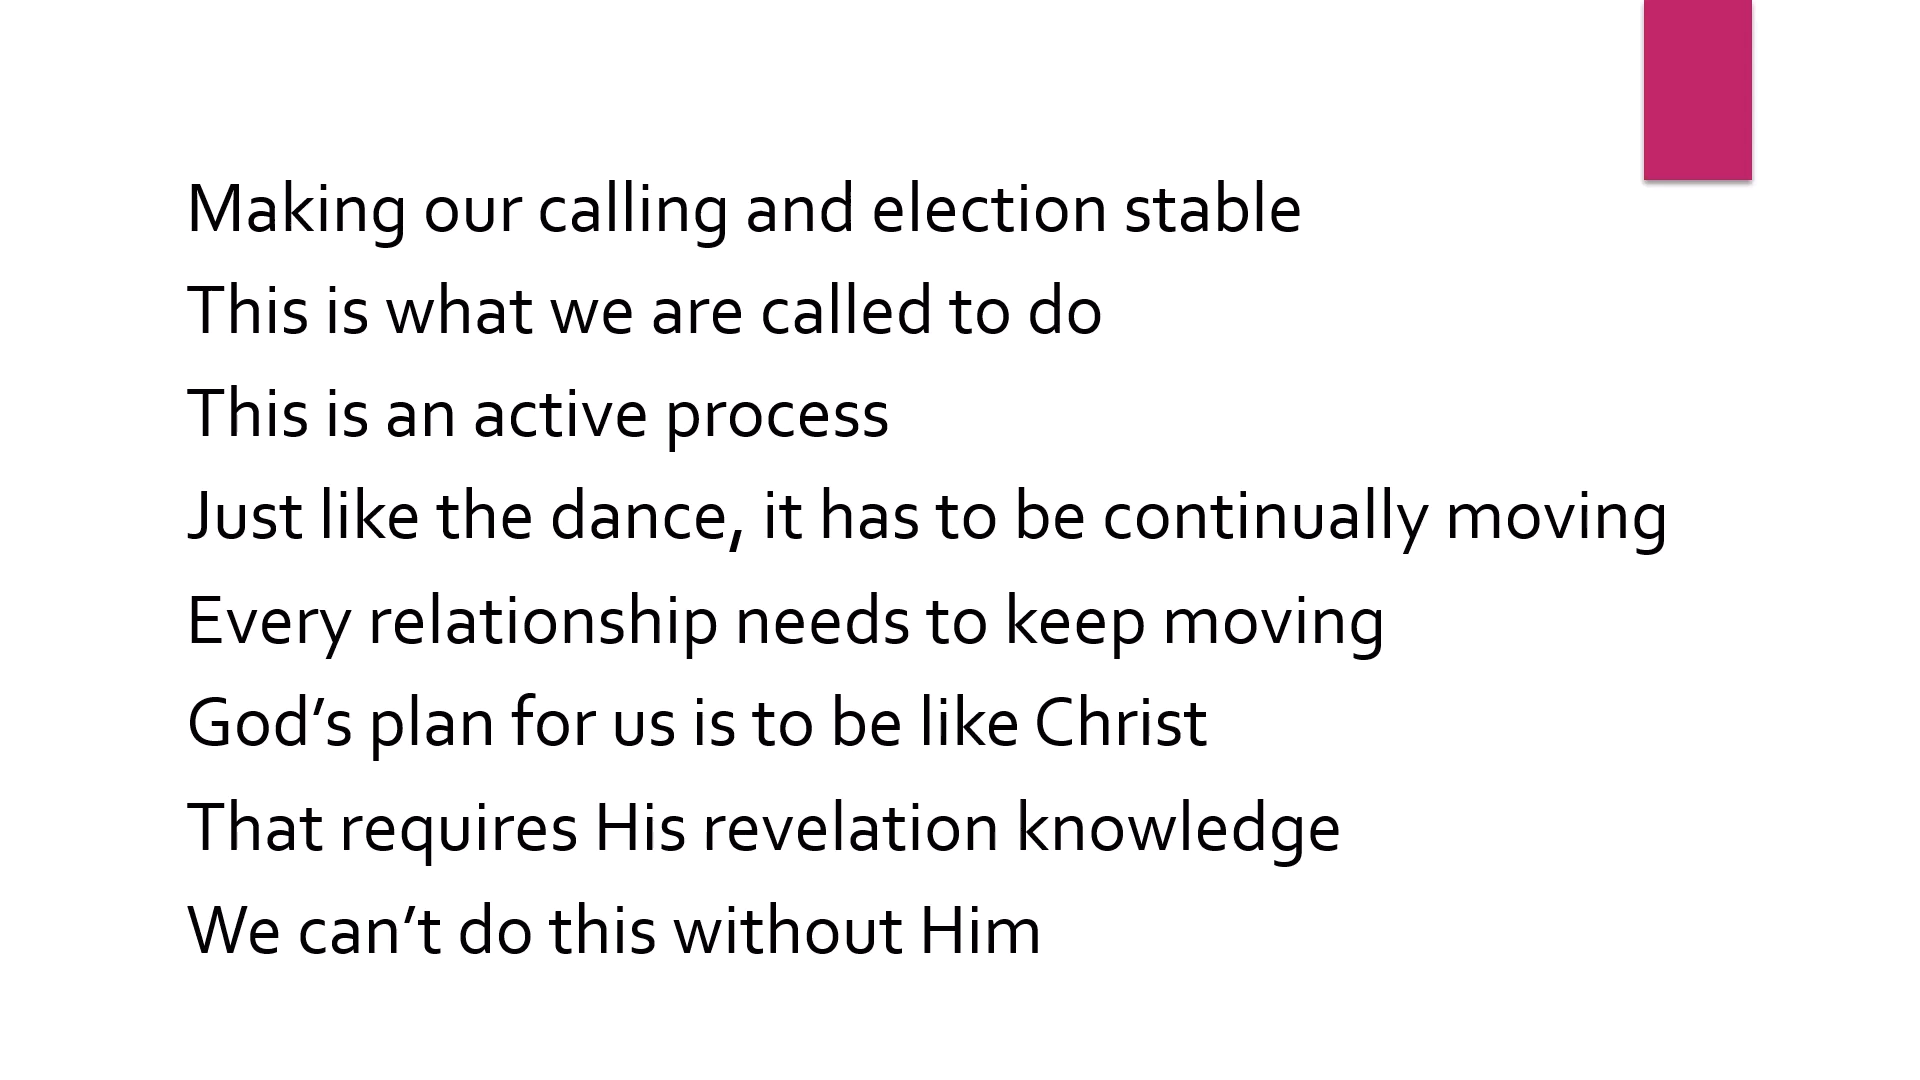 Making our calling and election stable
This is what we are called to do
This is an active process
Just like the dance, it has to be continually moving
Every relationship needs to keep moving
God’s plan for us is to be like Christ
That requires His revelation knowledge
We can’t do this without Him